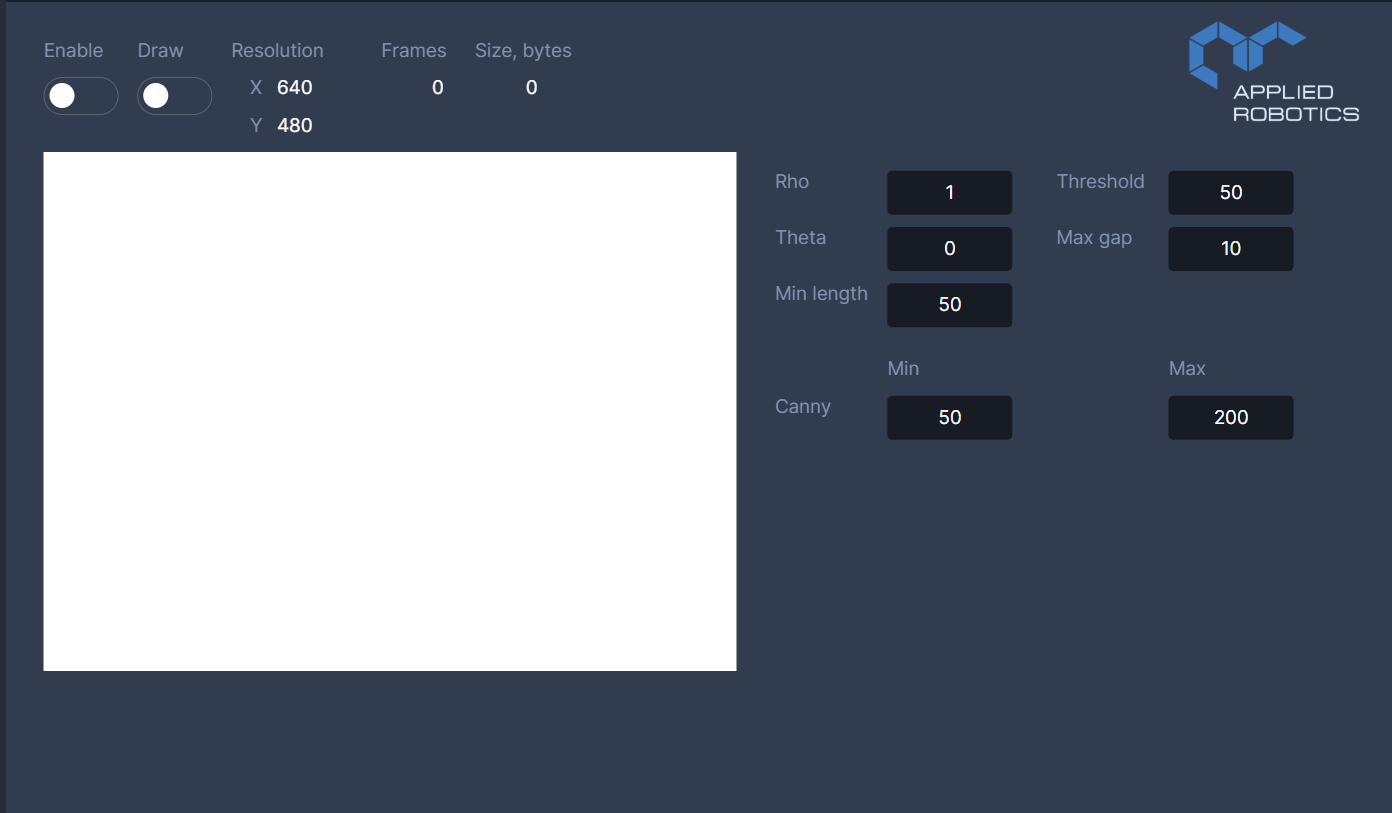 Enable Draw Resolution Frames Size, bytes
X 640 0 0
Y 480
APPLIED
ROBOTICS
Rho 1 Threshold 50
Theta 0 Max gap 10
Min length 50
Min Max
Canny 50 200